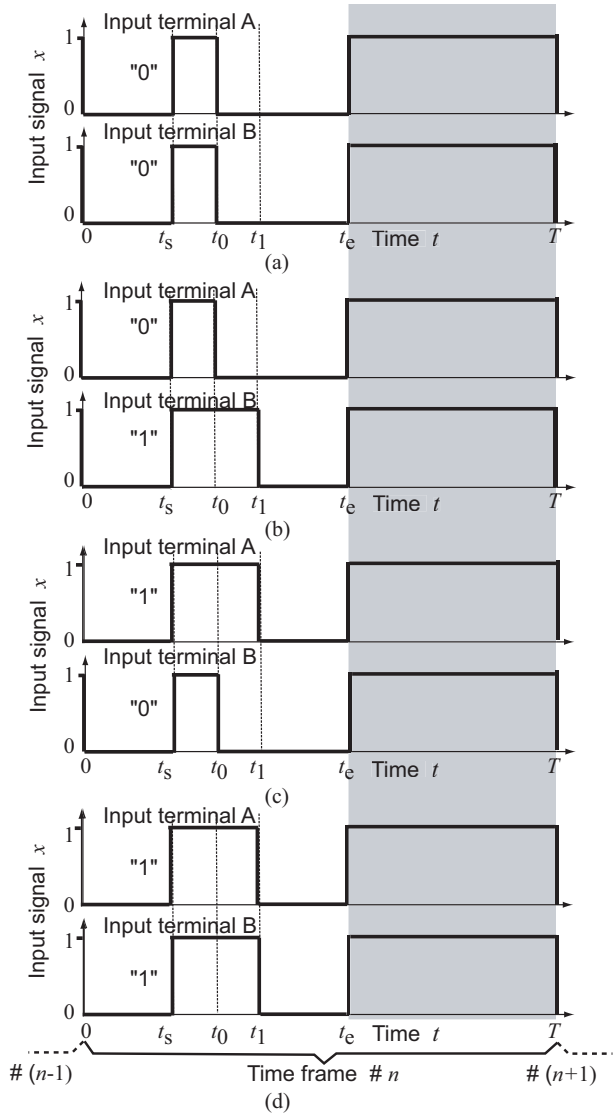 Input terminal A
Input signal x
1
"0"
0
Input terminal B
1
"0"
0
0 ts t0 t1 te Time t T
(a)
Input terminal A
Input signal x
1
"0"
0
Input terminal B
1
"1"
0
0 ts t0 t1 te Time t T
(b)
Input terminal A
Input signal x
1
"1"
0
Input terminal B
1
"0"
0
0 ts t0 t1 te Time t T
(c)
Input terminal A
Input signal x
1
"1"
0
Input terminal B
1
"1"
0
0 ts t0 t1 te Time t T
# (n-1) Time frame # n # (n+1)
(d)